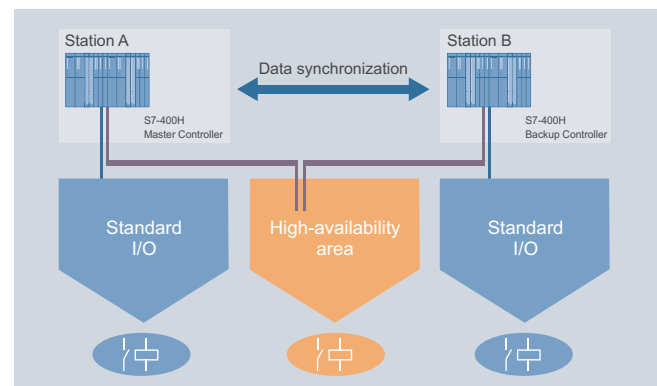 Station A
Station B
Data synchronization
S7-400H
Master Controller
S7-400H
Backup Controller
Standard
I/O
High-availability
area
Standard
I/O